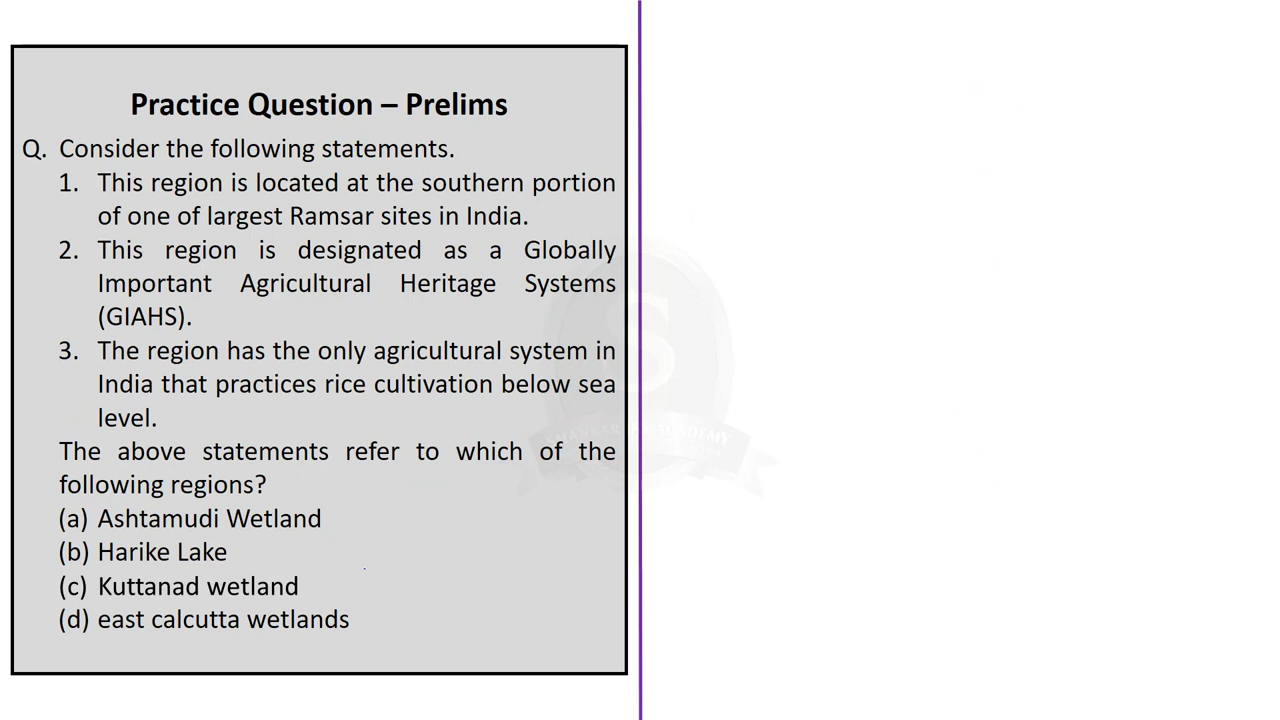 Practice Question – Prelims
Q. Consider the following statements.
1. This region is located at the southern portion
of one of largest Ramsar sites in India.
2. This region is designated as a Globally
Important Agricultural Heritage Systems
(GIAHS).
3. The region has the only agricultural system in
India that practices rice cultivation below sea
level.
The above statements refer to which of the
following regions?
(a) Ashtamudi Wetland
(b) Harike Lake
(c) Kuttanad wetland
(d) east calcutta wetlands